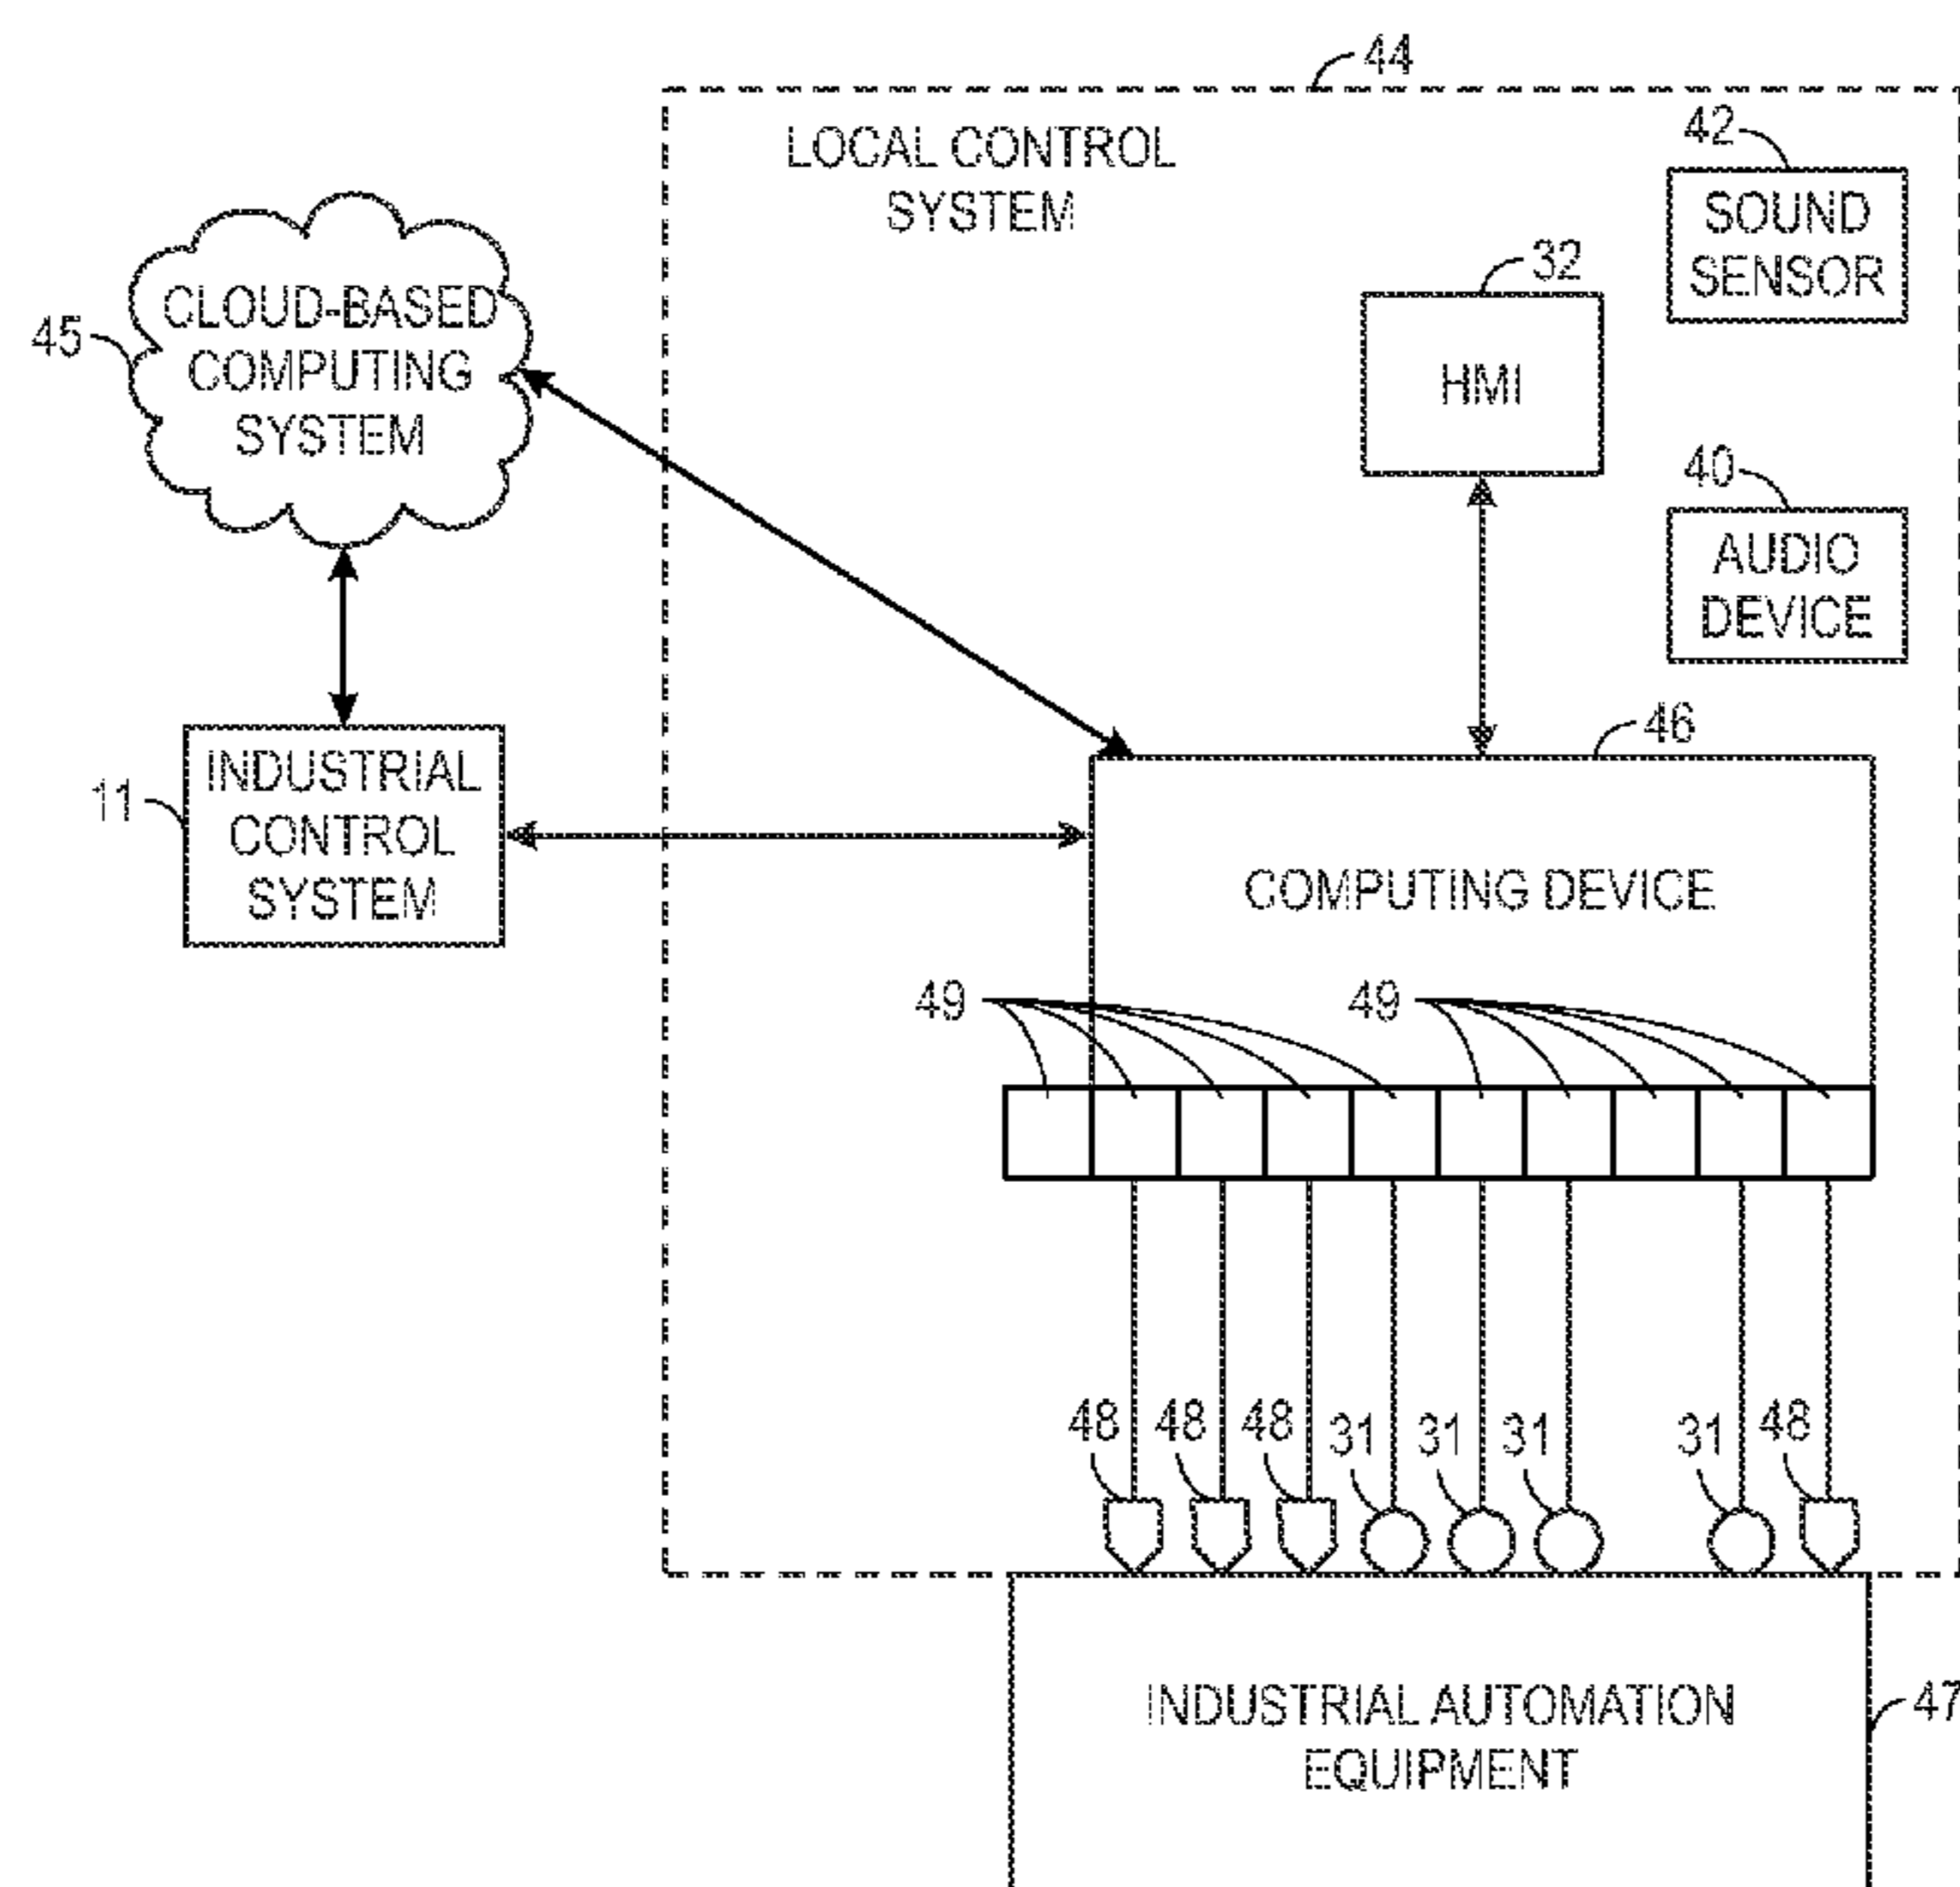 44
LOCAL CONTROL
SYSTEM
42
SOUND
SENSOR
32
HMI
CLOUD-BASED
COMPUTING
SYSTEM
45
40
AUDIO
DEVICE
46
11
INDUSTRIAL
CONTROL
SYSTEM
COMPUTING DEVICE
49 49
48 48 48 31 31 31 31 48
INDUSTRIAL AUTOMATION
EQUIPMENT
47